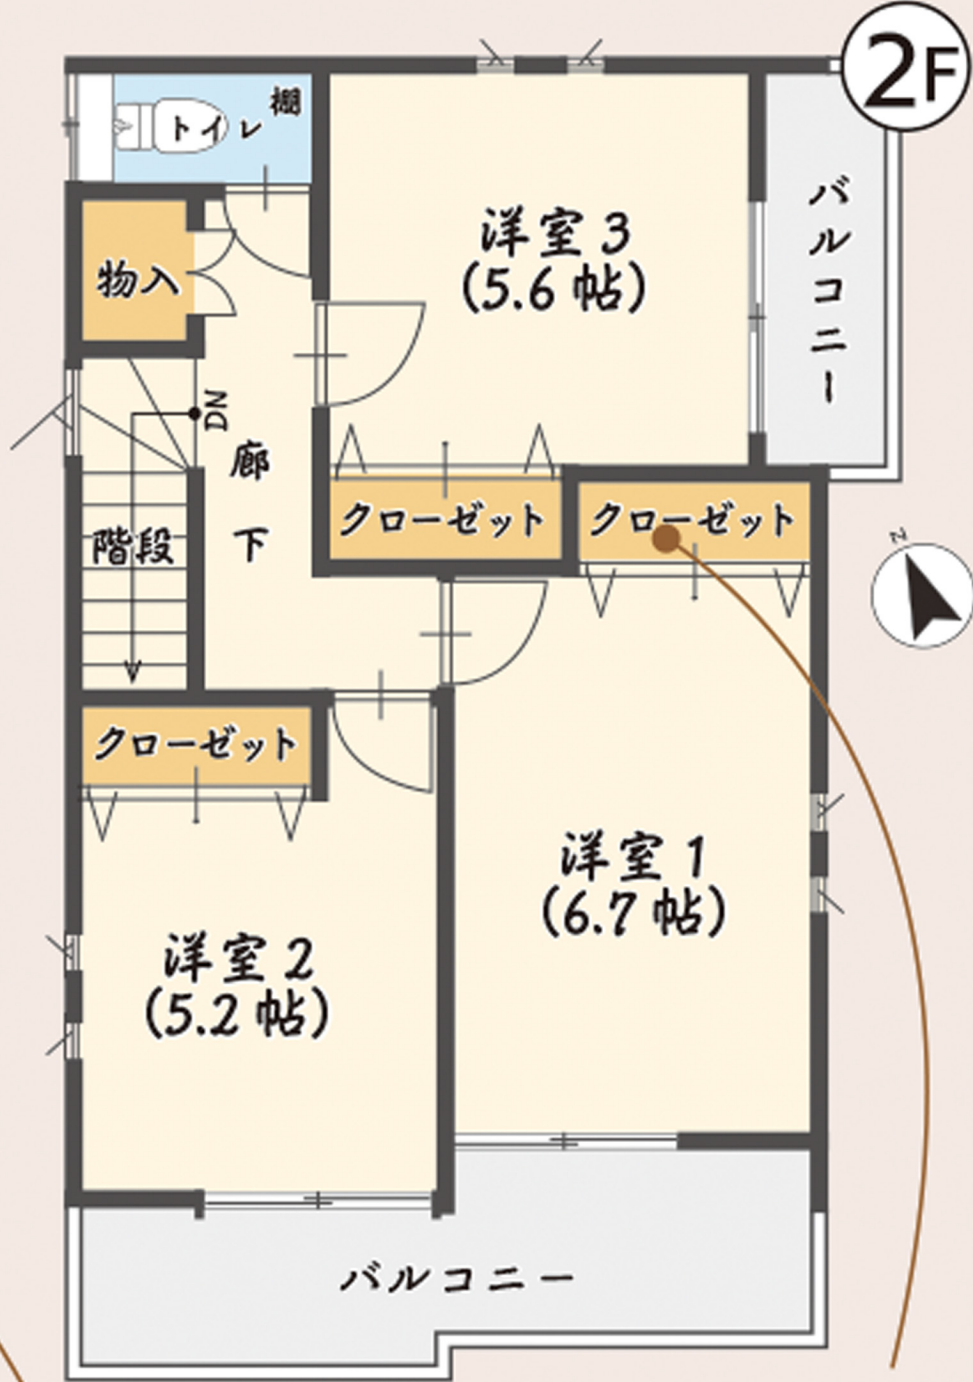 2F
棚
トイレ
洋室 3
(5.6 帖)
バルコニー
物入
DN
廊下
階段
クローゼット
クローゼット
N
クローゼット
洋室 1
(6.7 帖)
洋室 2
(5.2 帖)
バルコニー